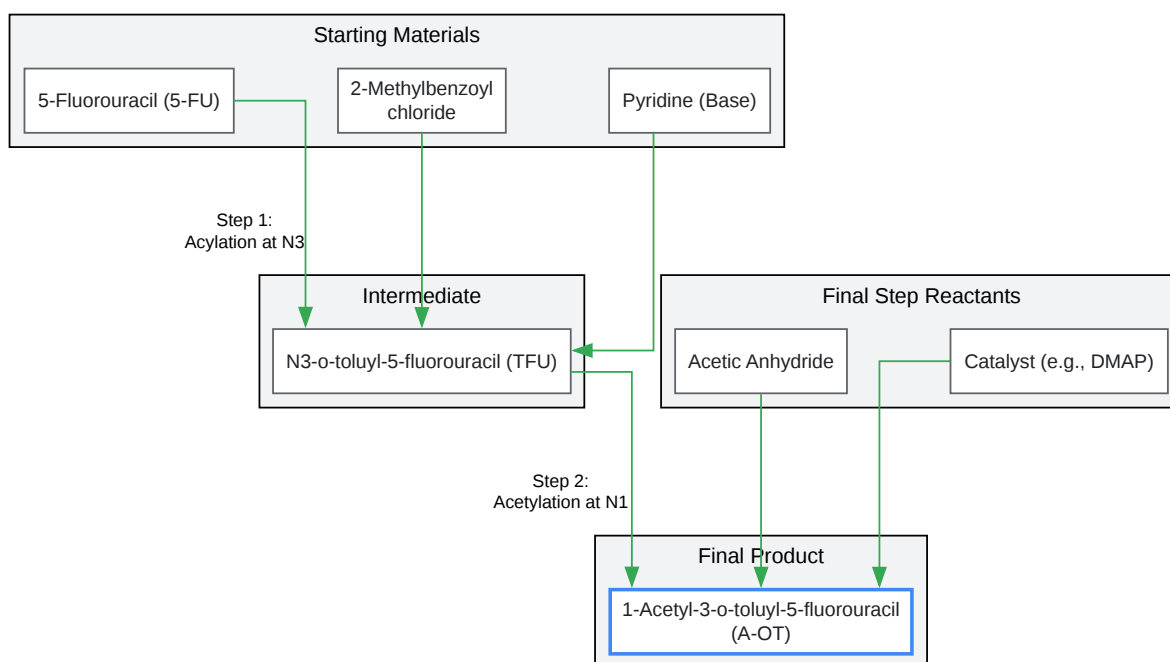 Starting Materials
5-Fluorouracil (5-FU)
2-Methylbenzoyl
chloride
Pyridine (Base)
Step 1:
Acylation at N3
Intermediate
N3-o-toluyl-5-fluorouracil (TFU)
Final Step Reactants
Acetic Anhydride
Catalyst (e.g., DMAP)
Step 2:
Acetylation at N1
Final Product
1-Acetyl-3-o-toluyl-5-fluorouracil
(A-OT)